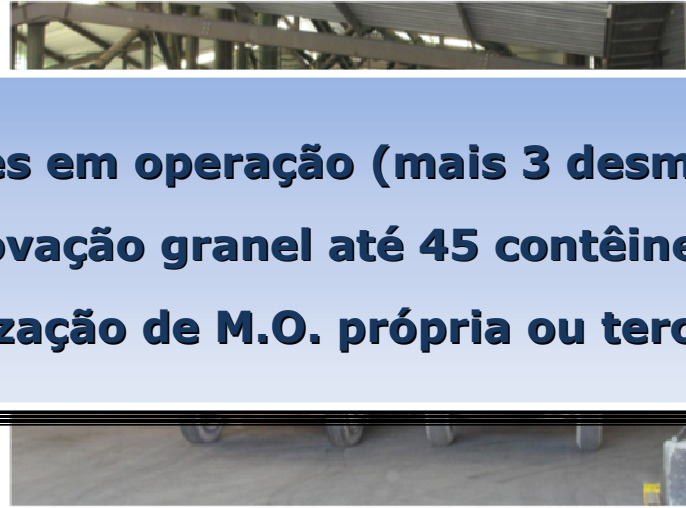 es em operação (mais 3 desm
ovação granel até 45 contêine
zação de M.O. própria ou terc